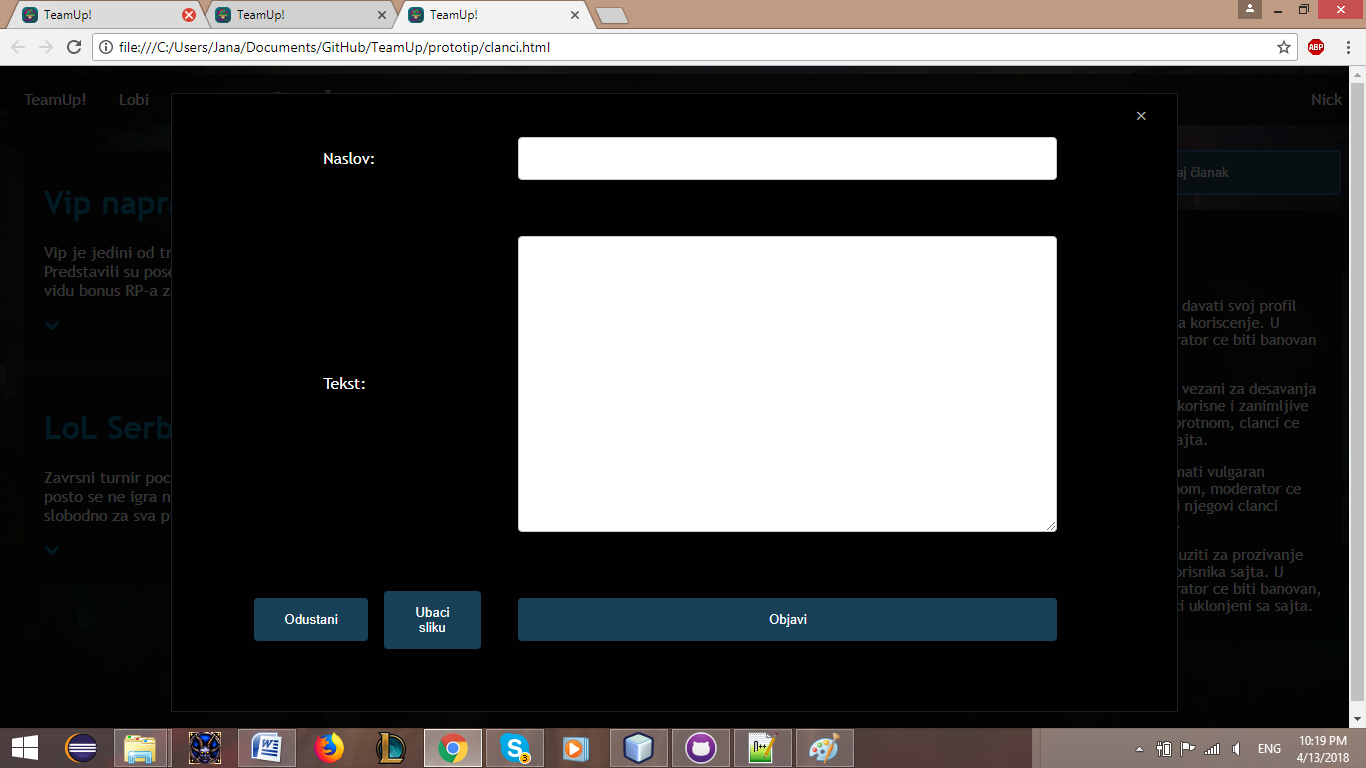 TeamUp!
TeamUp!
TeamUp!
file:///C:/Users/Jana/Documents/GitHub/TeamUp/prototip/clanci.html
ABP
TeamUp!
Lobi
Nick
Naslov:
aj članak
Vip napra
Vip je jedini od tr
Predstavili su pose
vidu bonus RP-a z
davati svoj profil
a koriscenje. U
rator ce biti banovan
Tekst:
vezani za desavanja
korisne i zanimljive
protnom, clanci ce
ajta.
LoL Serb
Zavrsni turnir poc
posto se ne igra n
slobodno za sva p
mati vulgaran
nom, moderator ce
i njegovi clanci
uziti za prozivanje
orisnika sajta. U
rator ce biti banovan,
ci uklonjeni sa sajta.
Odustani
Ubaci
sliku
Objavi
W
S
3
n++
ENG
10:19 PM
4/13/2018